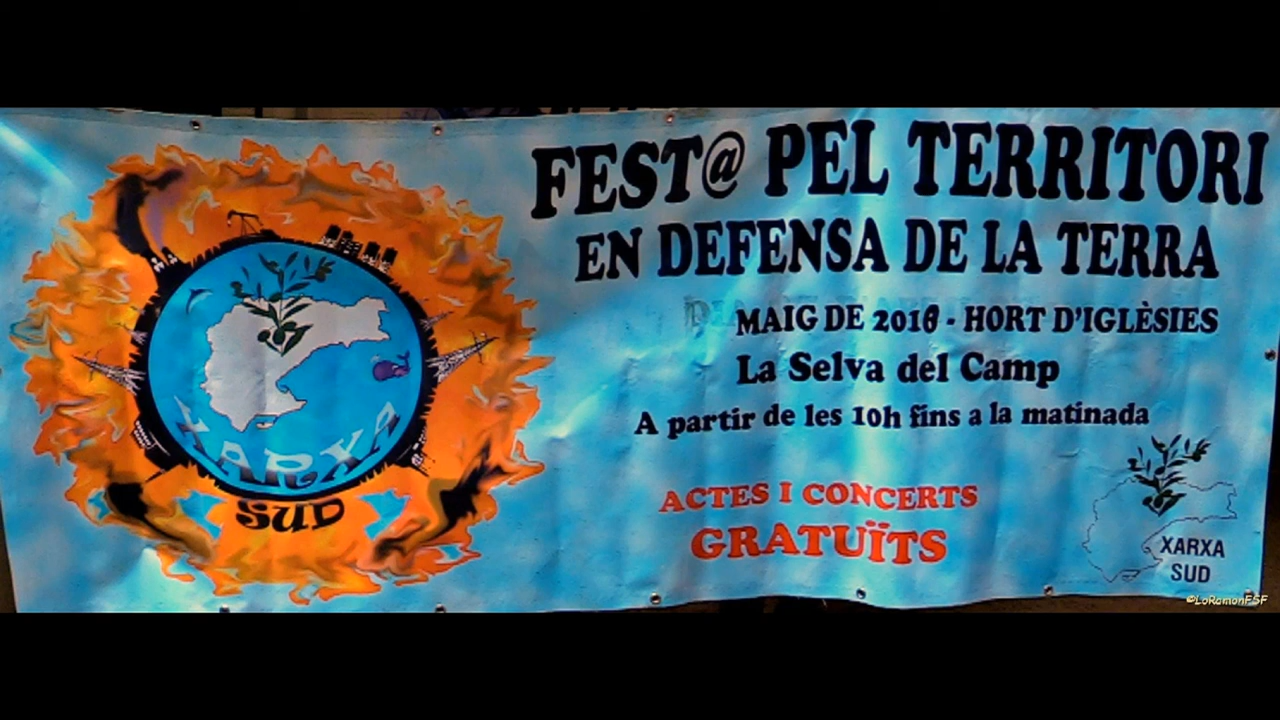 FEST@ PEL TERRITORI
EN DEFENSA DE LA TERRA
MAIG DE 2018 - HORT D'IGLÈSIES
La Selva del Camp
A partir de les 10h fins a la matinada
ACTES I CONCERTS
GRATUÏTS
XARXA
SUD
XARXA
SUD
©LoRamonFSF